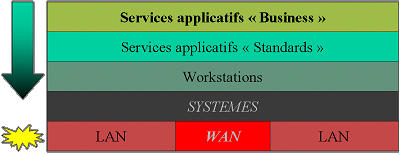 Services applicatifs « Business »
Services applicatifs « Standards »
Workstations
SYSTEMES
LAN WAN LAN